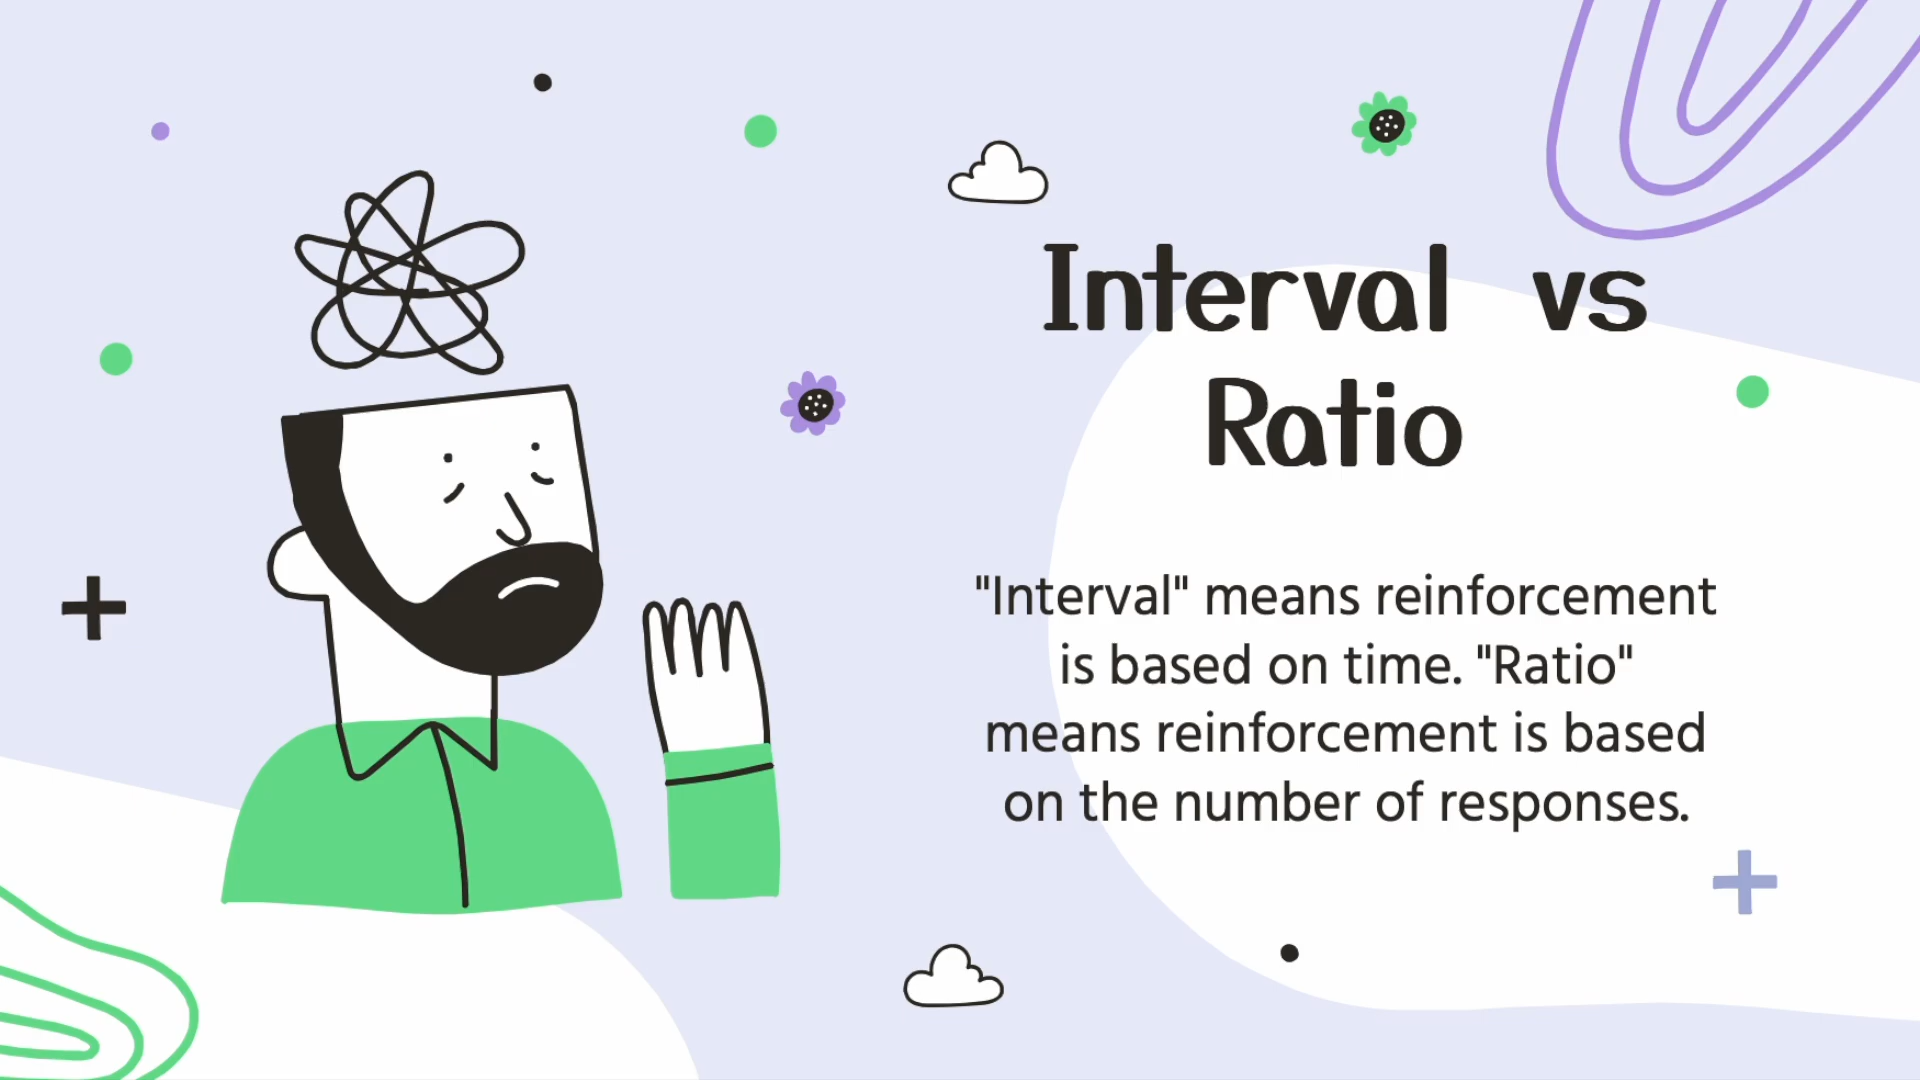 Interval vs
Ratio
"Interval" means reinforcement
is based on time. "Ratio"
means reinforcement is based
on the number of responses.